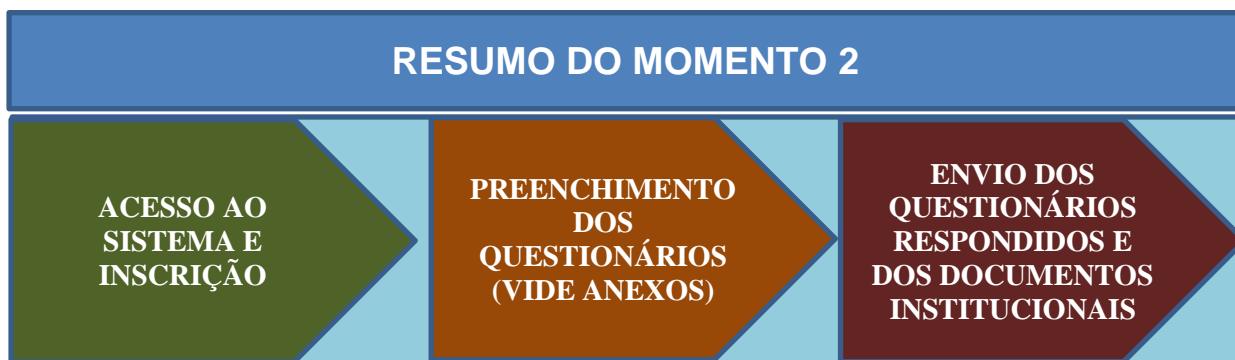 RESUMO DO MOMENTO 2
ACESSO AO
SISTEMA E
INSCRIÇÃO
PREENCHIMENTO
DOS
QUESTIONÁRIOS
(VIDE ANEXOS)
ENVIO DOS
QUESTIONÁRIOS
RESPONDIDOS E
DOS DOCUMENTOS
INSTITUCIONAIS